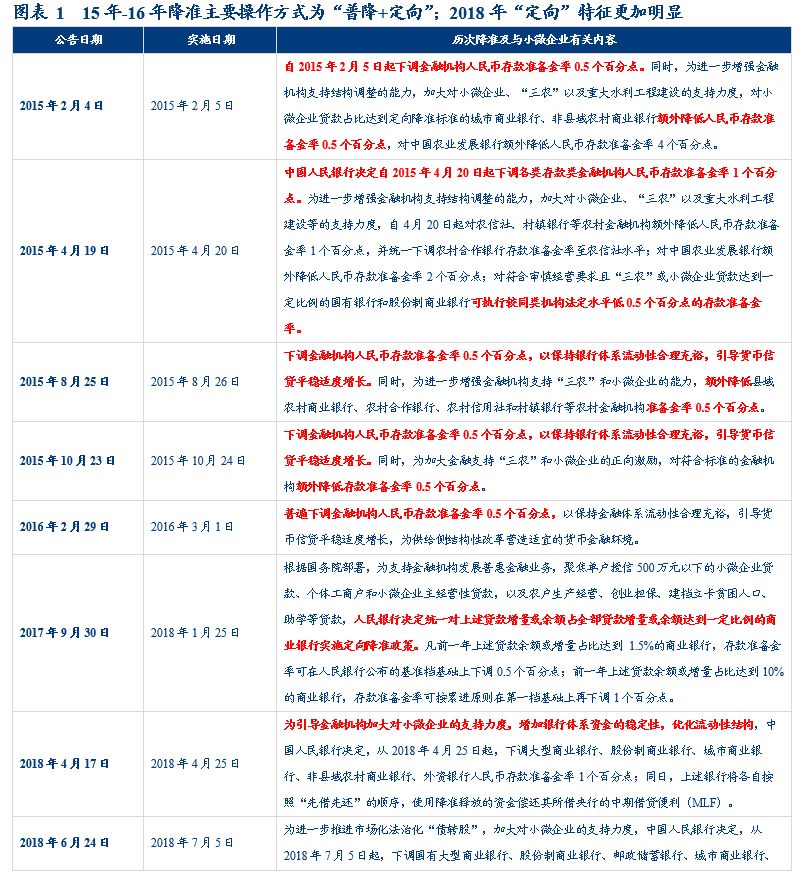 图表 1 15 年-16 年降准主要操作方式为“普降+定向”；2018 年“定向”特征更加明显
公告日期 实施日期 历次降准及与小微企业有关内容
2015 年 2 月 4 日 2015 年 2 月 5 日
自 2015 年 2 月 5 日起下调金融机构人民币存款准备金率 0.5 个百分点。同时，为进一步增强金融
机构支持结构调整的能力，加大对小微企业、“三农”以及重大水利工程建设的支持力度，对小
微企业贷款占比达到定向降准标准的城市商业银行、非县域农村商业银行额外降低人民币存款准
备金率 0.5 个百分点，对中国农业发展银行额外降低人民币存款准备金率 4 个百分点。
2015 年 4 月 19 日 2015 年 4 月 20 日
中国人民银行决定自 2015 年 4 月 20 日起下调各类存款类金融机构人民币存款准备金率 1 个百分
点。为进一步增强金融机构支持结构调整的能力，加大对小微企业、“三农”以及重大水利工程
建设等的支持力度，自 4 月 20 日起对农信社、村镇银行等农村金融机构额外降低人民币存款准备
金率 1 个百分点，并统一下调农村合作银行存款准备金率至农信社水平；对中国农业发展银行额
外降低人民币存款准备金率 2 个百分点；对符合审慎经营要求且“三农”或小微企业贷款达到一
定比例的国有银行和股份制商业银行可执行较同类机构法定水平低 0.5 个百分点的存款准备金
率。
2015 年 8 月 25 日 2015 年 8 月 26 日
下调金融机构人民币存款准备金率 0.5 个百分点，以保持银行体系流动性合理充裕，引导货币信
贷平稳适度增长。同时，为进一步增强金融机构支持“三农”和小微企业的能力，额外降低县域
农村商业银行、农村合作银行、农村信用社和村镇银行等农村金融机构准备金率 0.5 个百分点。
2015 年 10 月 23 日 2015 年 10 月 24 日
下调金融机构人民币存款准备金率 0.5 个百分点，以保持银行体系流动性合理充裕，引导货币信
贷平稳适度增长。同时，为加大金融支持“三农”和小微企业的正向激励，对符合标准的金融机
构额外降低存款准备金率 0.5 个百分点。
2016 年 2 月 29 日 2016 年 3 月 1 日
普遍下调金融机构人民币存款准备金率 0.5 个百分点，以保持金融体系流动性合理充裕，引导货
币信贷平稳适度增长，为供给侧结构性改革营造适宜的货币金融环境。
2017 年 9 月 30 日 2018 年 1 月 25 日
根据国务院部署，为支持金融机构发展普惠金融业务，聚焦单户授信 500 万元以下的小微企业贷
款、个体工商户和小微企业主经营性贷款，以及农户生产经营、创业担保、建档立卡贫困人口、
助学等贷款，人民银行决定统一对上述贷款增量或余额占全部贷款增量或余额达到一定比例的商
业银行实施定向降准政策。凡前一年上述贷款余额或增量占比达到 1.5%的商业银行，存款准备金
率可在人民银行公布的基准档基础上下调 0.5 个百分点；前一年上述贷款余额或增量占比达到 10%
的商业银行，存款准备金率可按累进原则在第一档基础上再下调 1 个百分点。
2018 年 4 月 17 日 2018 年 4 月 25 日
为引导金融机构加大对小微企业的支持力度，增加银行体系资金的稳定性，优化流动性结构，中
国人民银行决定，从 2018 年 4 月 25 日起，下调大型商业银行、股份制商业银行、城市商业银
行、非县域农村商业银行、外资银行人民币存款准备金率 1 个百分点；同日，上述银行将各自按
照“先借先还”的顺序，使用降准释放的资金偿还其所借央行的中期借贷便利（MLF）。
2018 年 6 月 24 日 2018 年 7 月 5 日
为进一步推进市场化法治化“债转股”，加大对小微企业的支持力度，中国人民银行决定，从
2018 年 7 月 5 日起，下调国有大型商业银行、股份制商业银行、邮政储蓄银行、城市商业银行、